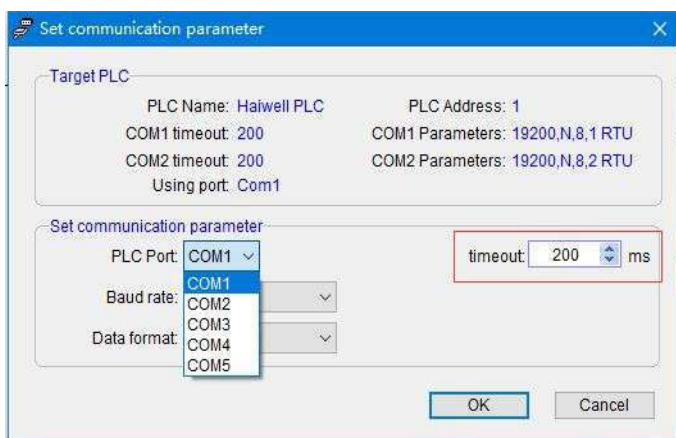 Set communication parameter
Target PLC
PLC Name: Haiwell PLC PLC Address: 1
COM1 timeout: 200 COM1 Parameters: 19200,N,8,1 RTU
COM2 timeout: 200 COM2 Parameters: 19200,N,8,2 RTU
Using port: Com1
Set communication parameter
PLC Port: COM1 timeout: 200 ms
COM1
Baud rate: COM2
COM3
Data format: COM4
COM5
OK Cancel